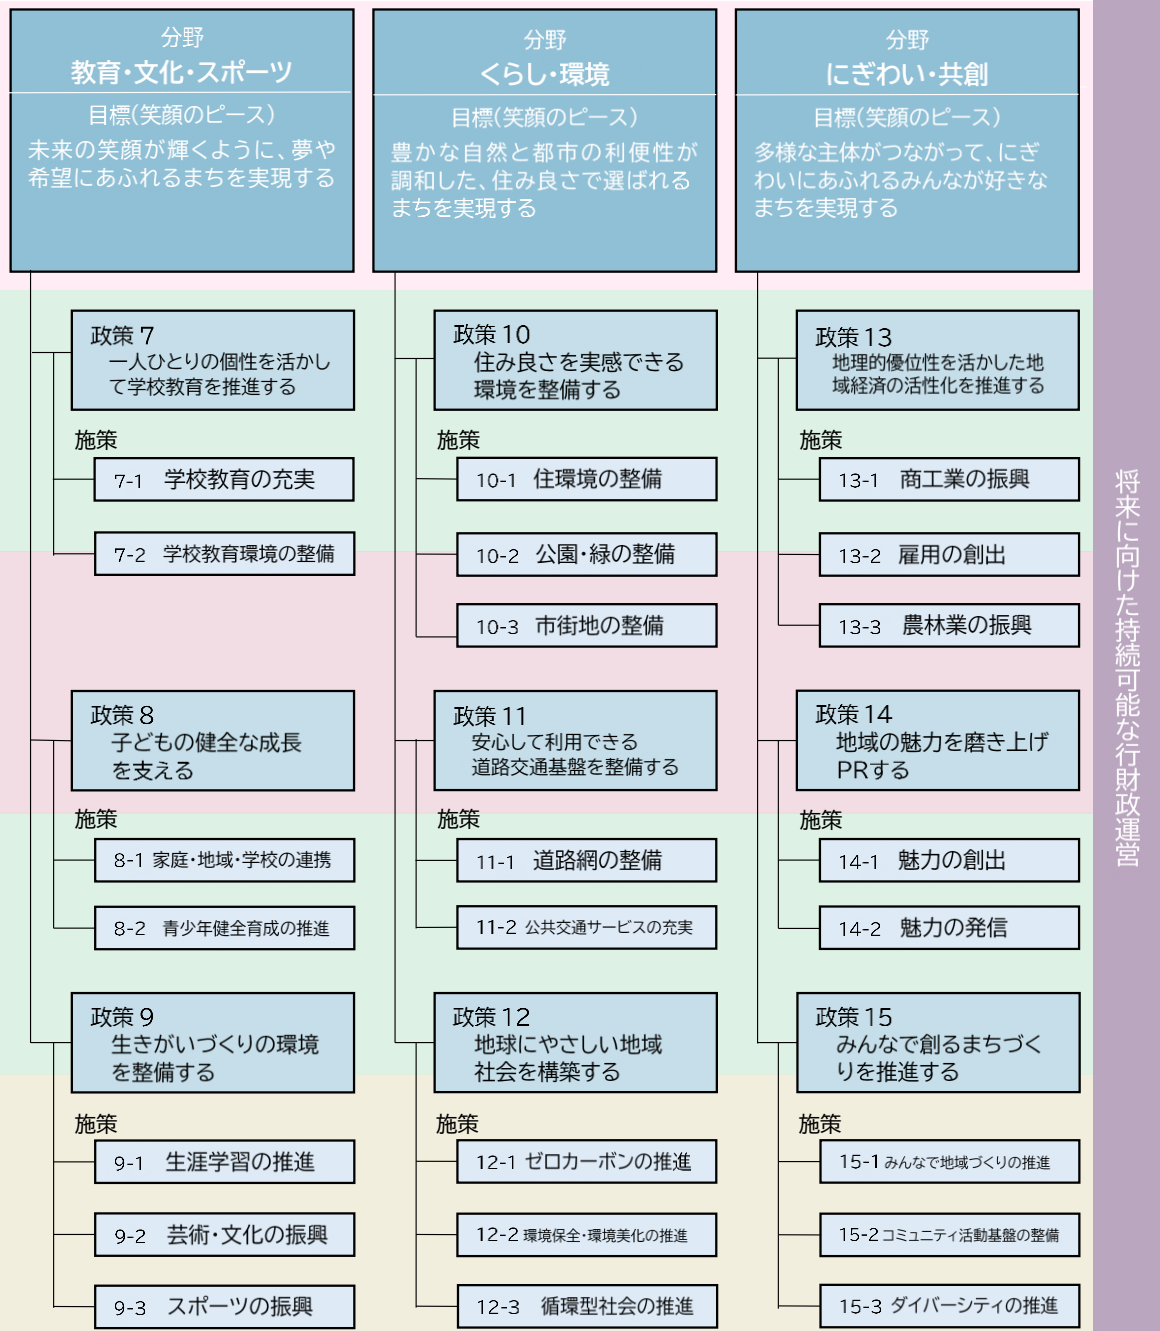 分野
教育・文化・スポーツ
目標(笑顔のピース)
未来の笑顔が輝くように、夢や
希望にあふれるまちを実現する
政策 7
一人ひとりの個性を活かし
て学校教育を推進する
施策
7-1 学校教育の充実
7-2 学校教育環境の整備
政策 8
子どもの健全な成長
を支える
施策
8-1 家庭・地域・学校の連携
8-2 青少年健全育成の推進
政策 9
生きがいづくりの環境
を整備する
施策
9-1 生涯学習の推進
9-2 芸術・文化の振興
9-3 スポーツの振興
分野
くらし・環境
目標(笑顔のピース)
豊かな自然と都市の利便性が
調和した、住み良さで選ばれる
まちを実現する
政策 10
住み良さを実感できる
環境を整備する
施策
10-1 住環境の整備
10-2 公園・緑の整備
10-3 市街地の整備
政策 11
安心して利用できる
道路交通基盤を整備する
施策
11-1 道路網の整備
11-2 公共交通サービスの充実
政策 12
地球にやさしい地域
社会を構築する
施策
12-1 ゼロカーボンの推進
12-2 環境保全・環境美化の推進
12-3 循環型社会の推進
分野
にぎわい・共創
目標(笑顔のピース)
多様な主体がつながって、にぎ
わいにあふれるみんなが好きな
まちを実現する
政策 13
地理的優位性を活かした地
域経済の活性化を推進する
施策
13-1 商工業の振興
13-2 雇用の創出
13-3 農林業の振興
政策 14
地域の魅力を磨き上げ
PRする
施策
14-1 魅力の創出
14-2 魅力の発信
政策 15
みんなで創るまちづく
りを推進する
施策
15-1 みんなで地域づくりの推進
15-2 コミュニティ活動基盤の整備
15-3 ダイバーシティの推進
将来に向けた持続可能な行財政運営